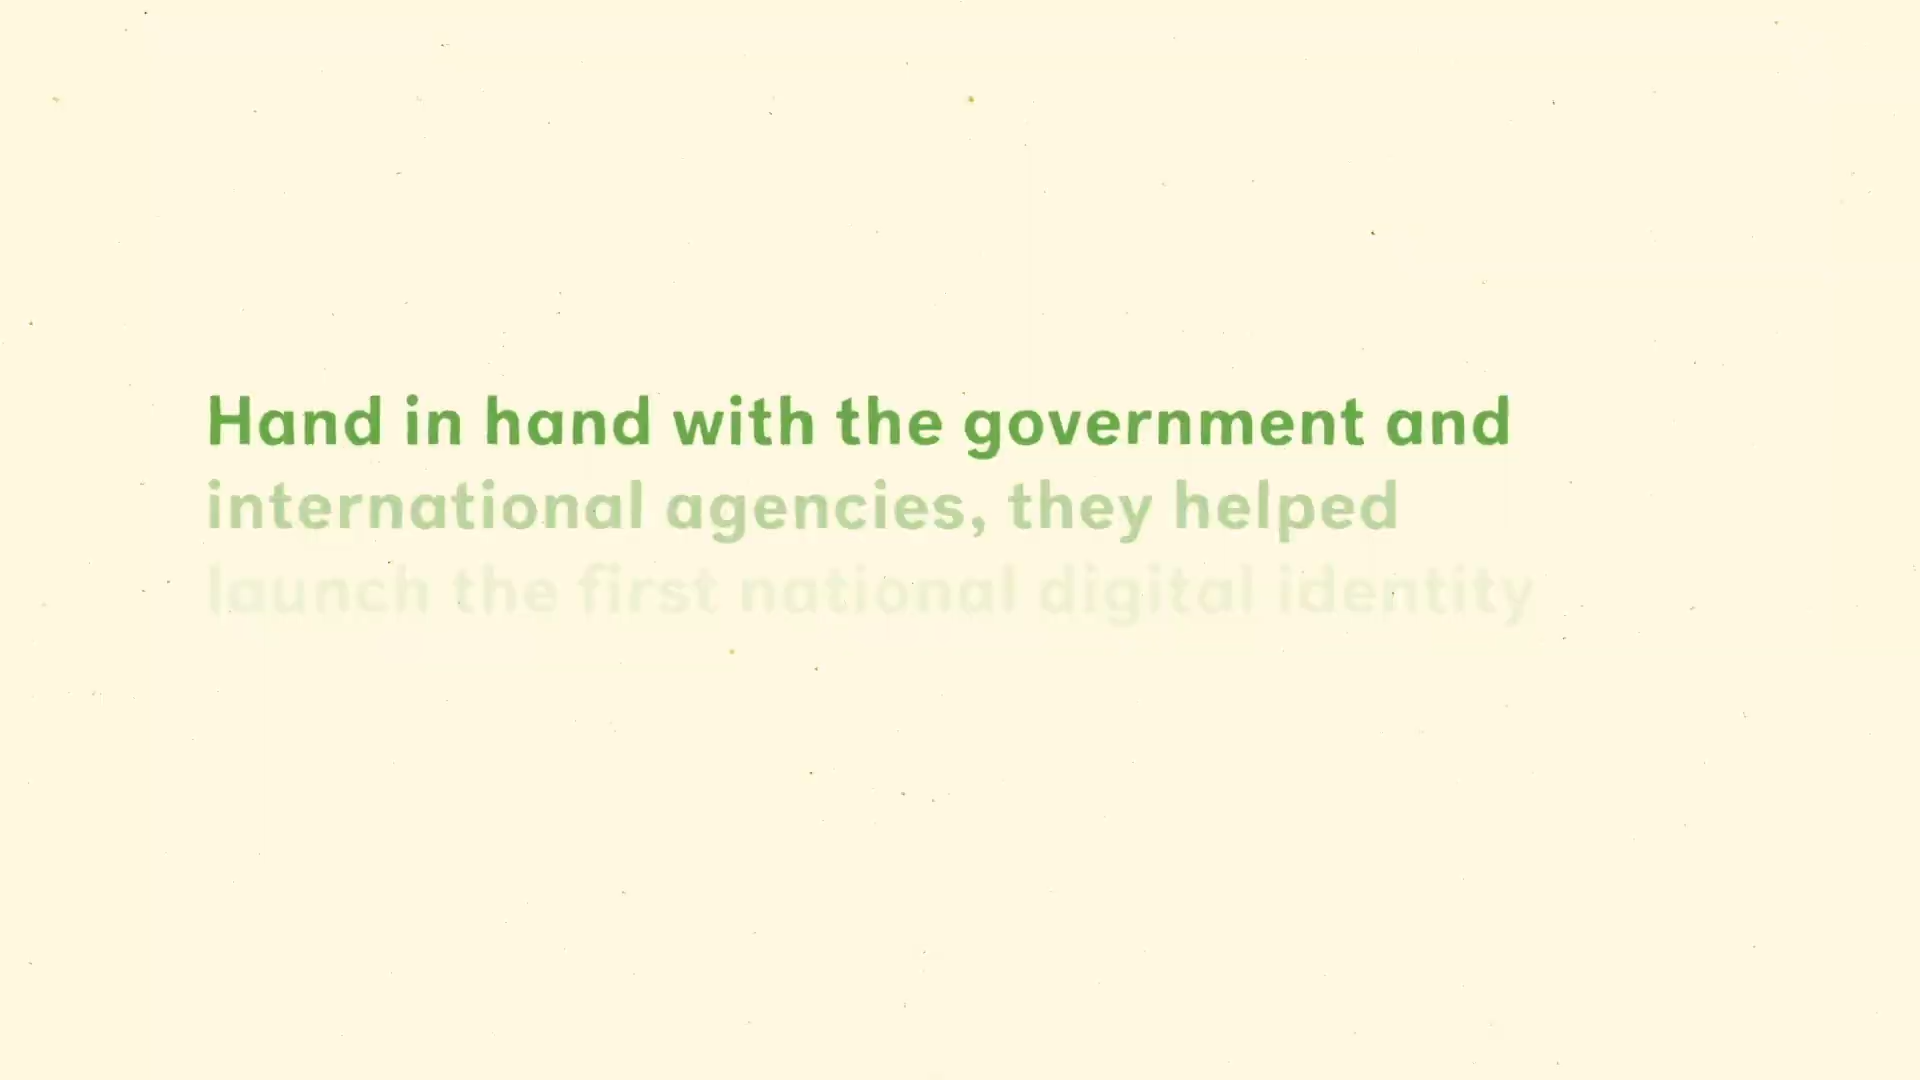 Hand in hand with the government and
international agencies, they helped
launch the first national digital identity